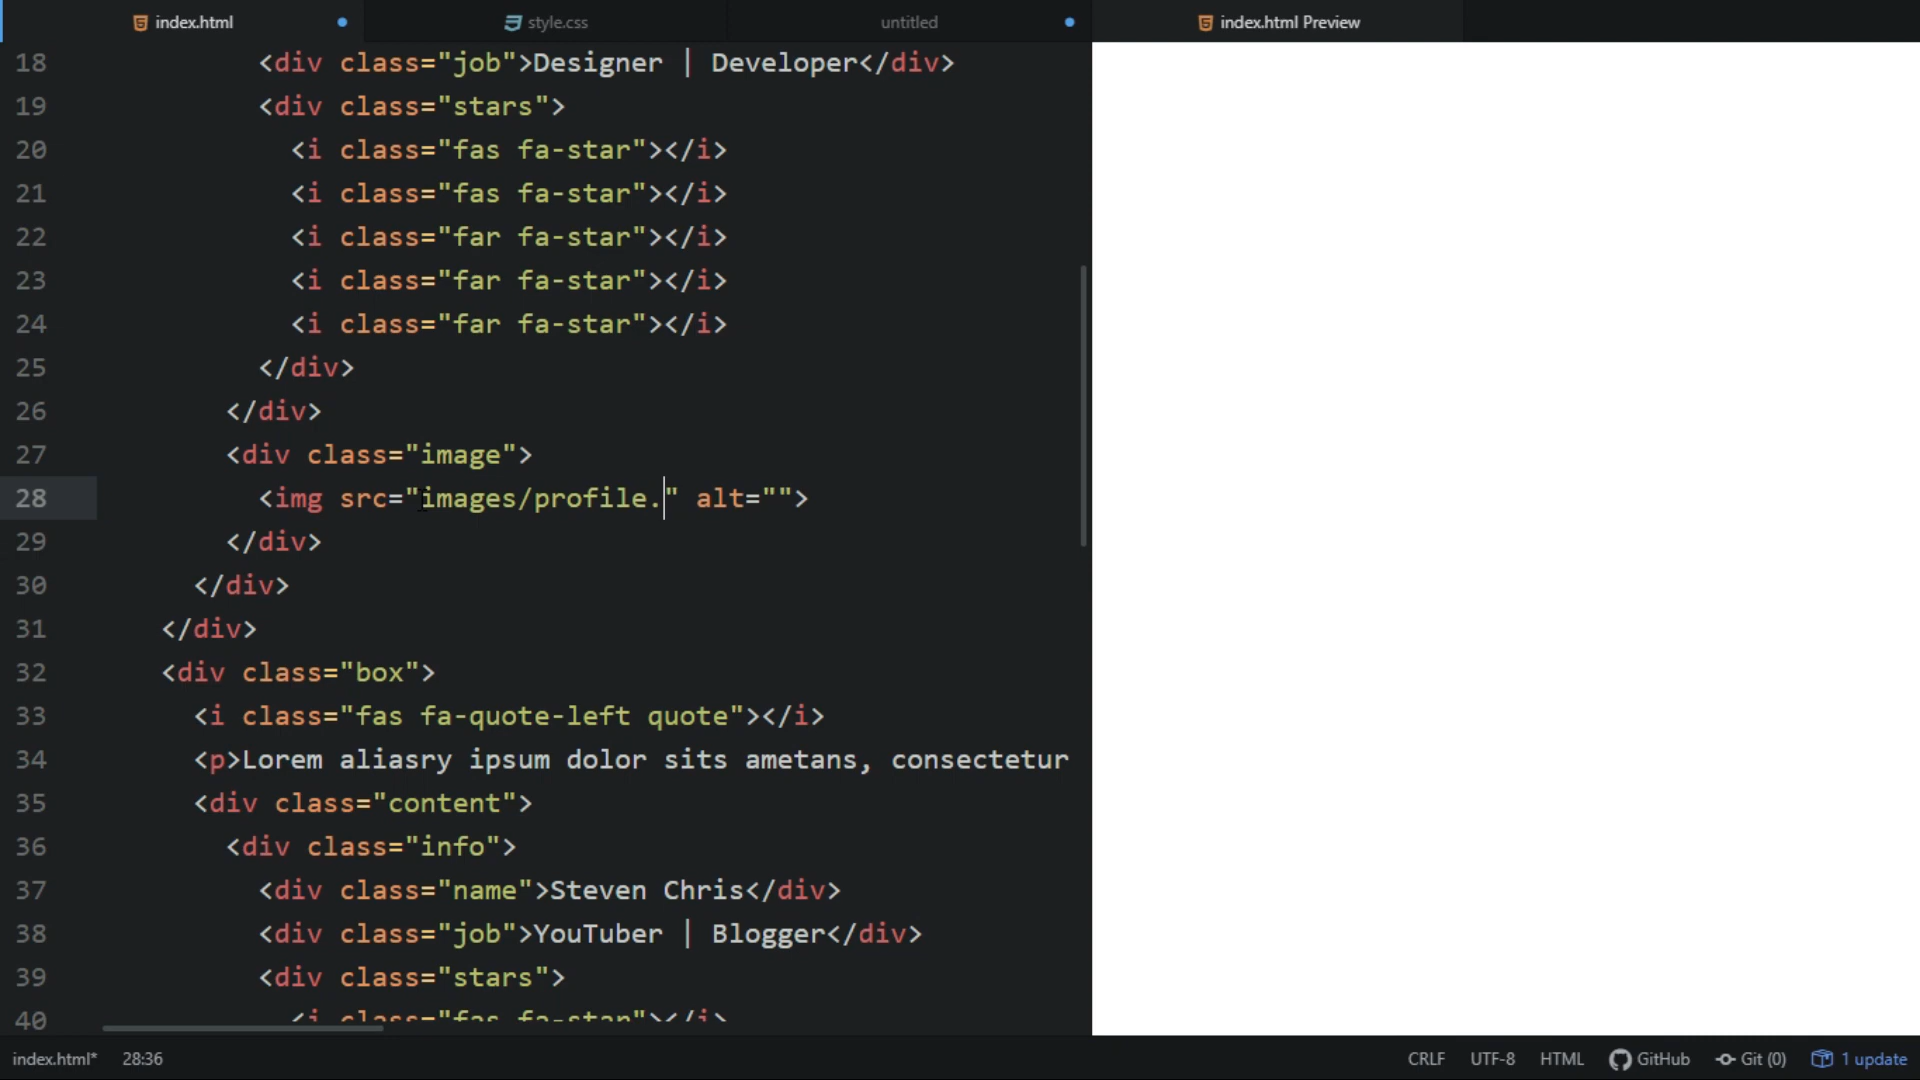 index.html
style.css
untitled
index.html Preview
18 <div class="job">Designer | Developer</div>
19 <div class="stars">
20 <i class="fas fa-star"></i>
21 <i class="fas fa-star"></i>
22 <i class="far fa-star"></i>
23 <i class="far fa-star"></i>
24 <i class="far fa-star"></i>
25 </div>
26 </div>
27 <div class="image">
28 <img src="images/profile." alt="">
29 </div>
30 </div>
31 </div>
32 <div class="box">
33 <i class="fas fa-quote-left quote"></i>
34 <p>Lorem aliasry ipsum dolor sits ametans, consectetur
35 <div class="content">
36 <div class="info">
37 <div class="name">Steven Chris</div>
38 <div class="job">YouTuber | Blogger</div>
39 <div class="stars">
40 <i class="fas fa-star"></i>
index.html* 28:36 CRLF UTF-8 HTML GitHub Git (0) 1 update